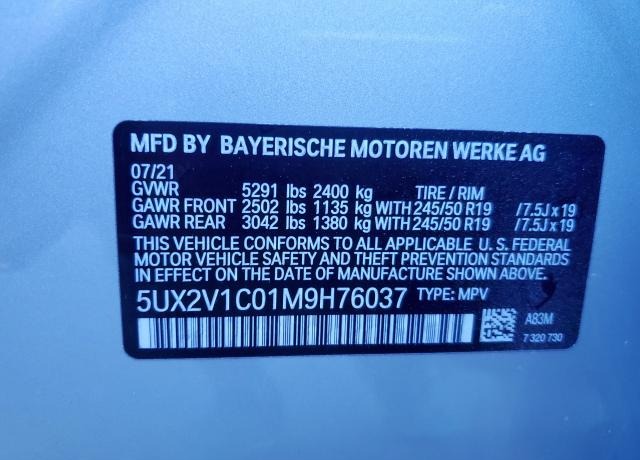 MFD BY BAYERISCHE MOTOREN WERKE AG
07/21
GVWR 5291 lbs 2400 kg TIRE / RIM
GAWR FRONT 2502 lbs 1135 kg WITH 245/50 R19 / 7.5J x 19
GAWR REAR 3042 lbs 1380 kg WITH 245/50 R19 / 7.5J x 19
THIS VEHICLE CONFORMS TO ALL APPLICABLE U. S. FEDERAL
MOTOR VEHICLE SAFETY AND THEFT PREVENTION STANDARDS
IN EFFECT ON THE DATE OF MANUFACTURE SHOWN ABOVE.
5UX2V1C01M9H76037 TYPE: MPV
A83M
7 320 730